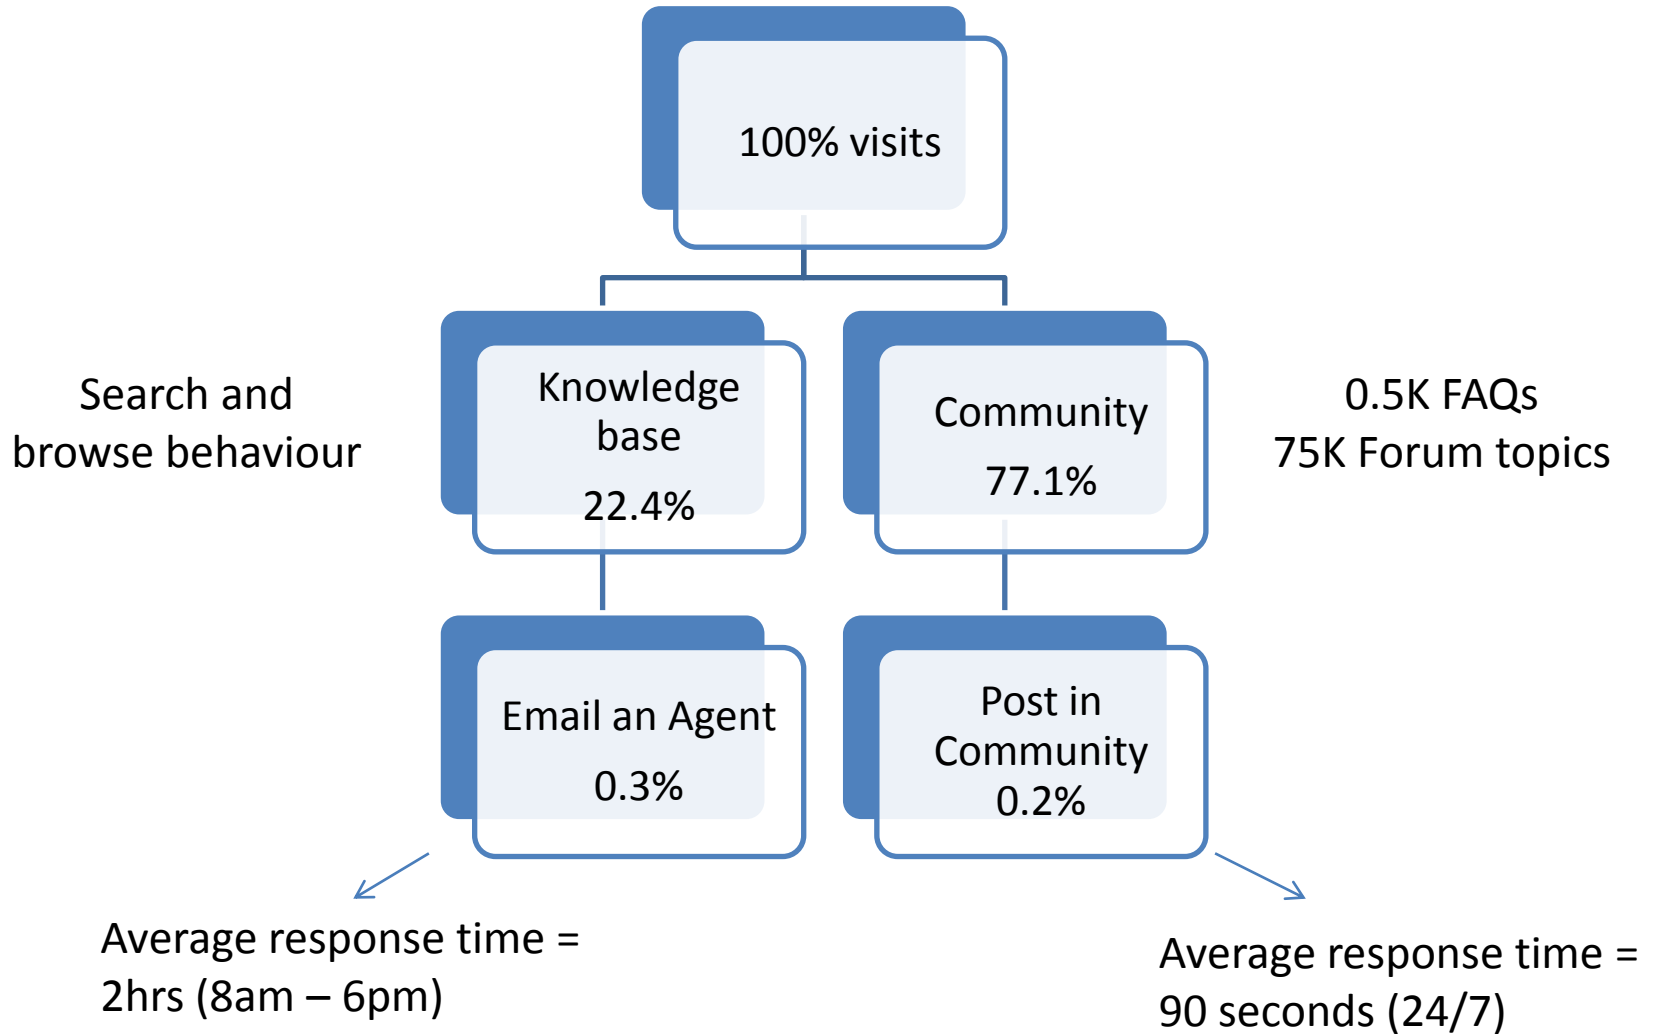 100% visits
Search and
browse behaviour
Knowledge
base
22.4%
Community
77.1%
0.5K FAQs
75K Forum topics
Email an Agent
0.3%
Post in
Community
0.2%
Average response time =
2hrs (8am – 6pm)
Average response time =
90 seconds (24/7)